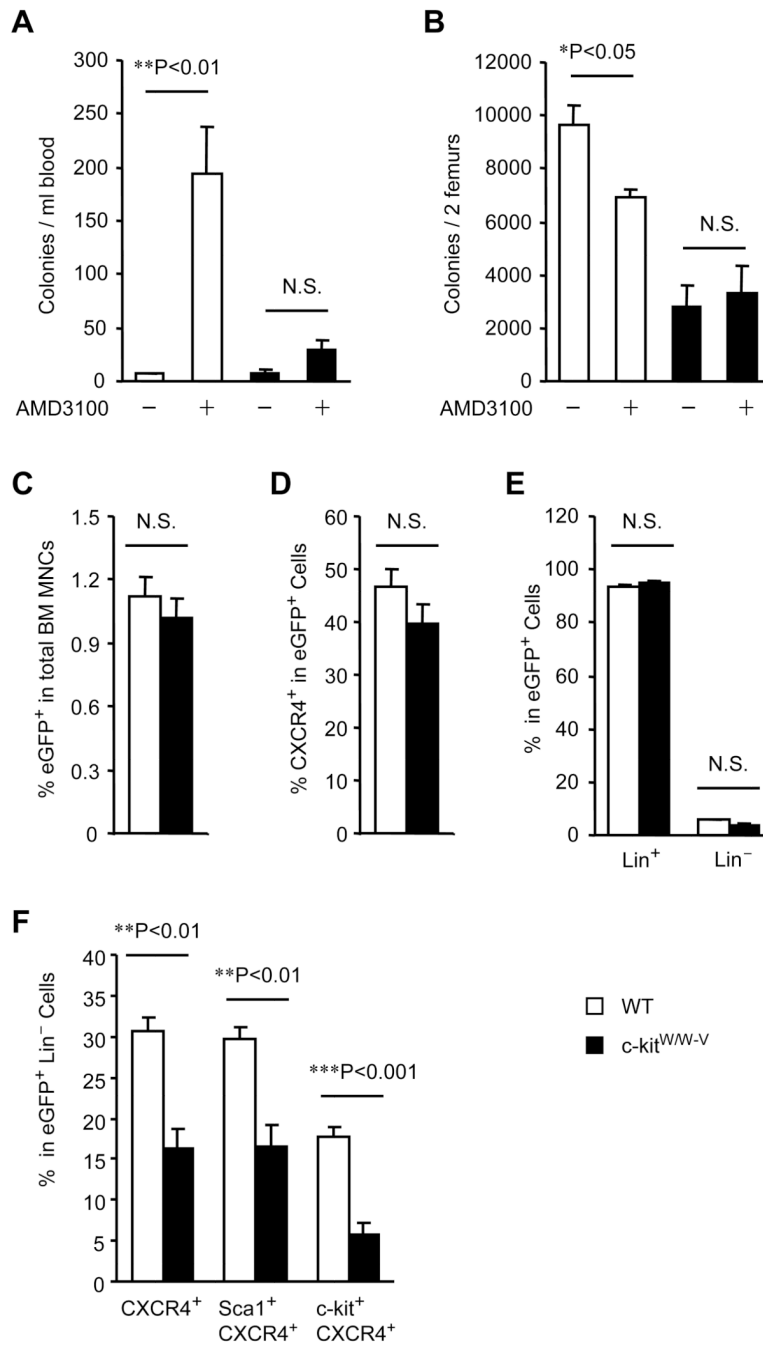 A
**P<0.01
Colonies / ml blood
300
250
200
150
100
50
0
N.S.
AMD3100 − + − +
B
*P<0.05
Colonies / 2 femurs
12000
10000
8000
6000
4000
2000
0
N.S.
AMD3100 − + − +
C
N.S.
% eGFP⁺ in total BM MNCs
1.5
1.2
0.9
0.6
0.3
0
D
N.S.
% CXCR4⁺ in eGFP⁺ Cells
60
50
40
30
20
10
0
E
N.S.
% in eGFP⁺ Cells
120
100
80
60
40
20
0
N.S.
Lin⁺ Lin⁻
F
**P<0.01
**P<0.01
***P<0.001
% in eGFP⁺ Lin⁻ Cells
40
35
30
25
20
15
10
5
0
CXCR4⁺ Sca1⁺ c-kit⁺
CXCR4⁺ CXCR4⁺
WT
c-kitᵂ/ᵂ⁻ⱽ